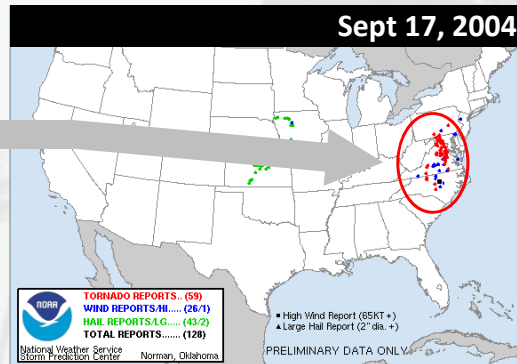 Sept 17, 2004
NOAA
TORNADO REPORTS.. (59)
WIND REPORTS/HI..... (26/1)
HAIL REPORTS/LG..... (43/2)
TOTAL REPORTS....... (128)
National Weather Service
Storm Prediction Center Norman, Oklahoma
■ High Wind Report (65KT +)
▲ Large Hail Report (2" dia. +)
PRELIMINARY DATA ONLY